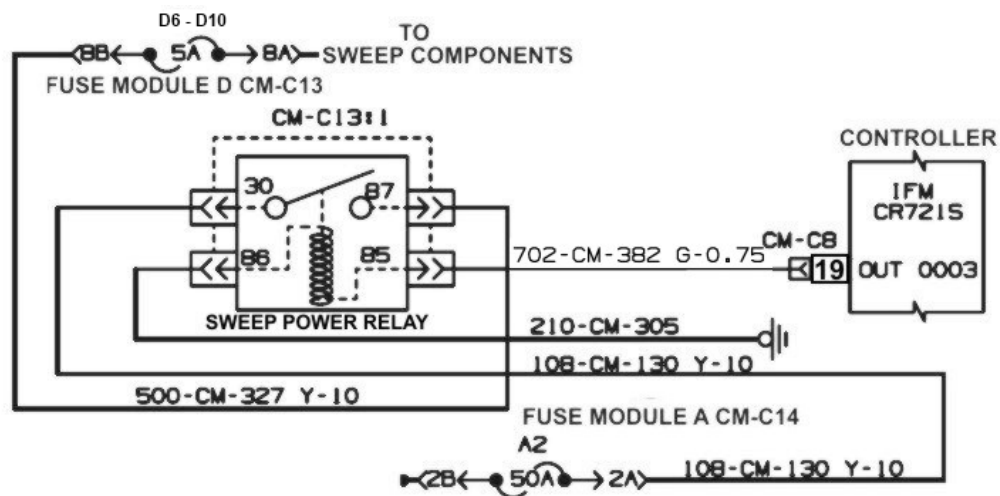 D6 - D10
8B 5A 8A
TO
SWEEP COMPONENTS
FUSE MODULE D CM-C13
CM-C13:1
30 87
86 85
SWEEP POWER RELAY
CONTROLLER
IFM
CR7215
CM-C8
19 OUT 0003
702-CM-382 G-0.75
210-CM-305
108-CM-130 Y-10
500-CM-327 Y-10
FUSE MODULE A CM-C14
A2
2B 50A 2A
108-CM-130 Y-10